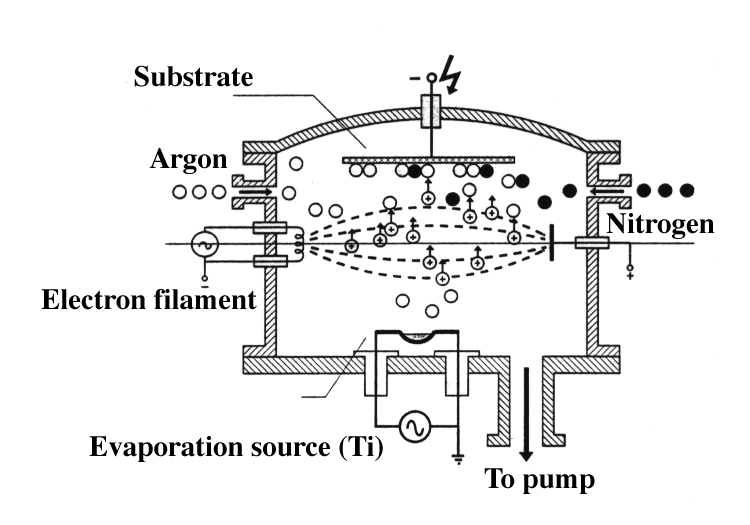 Substrate
Argon
Nitrogen
Electron filament
Evaporation source (Ti)
To pump